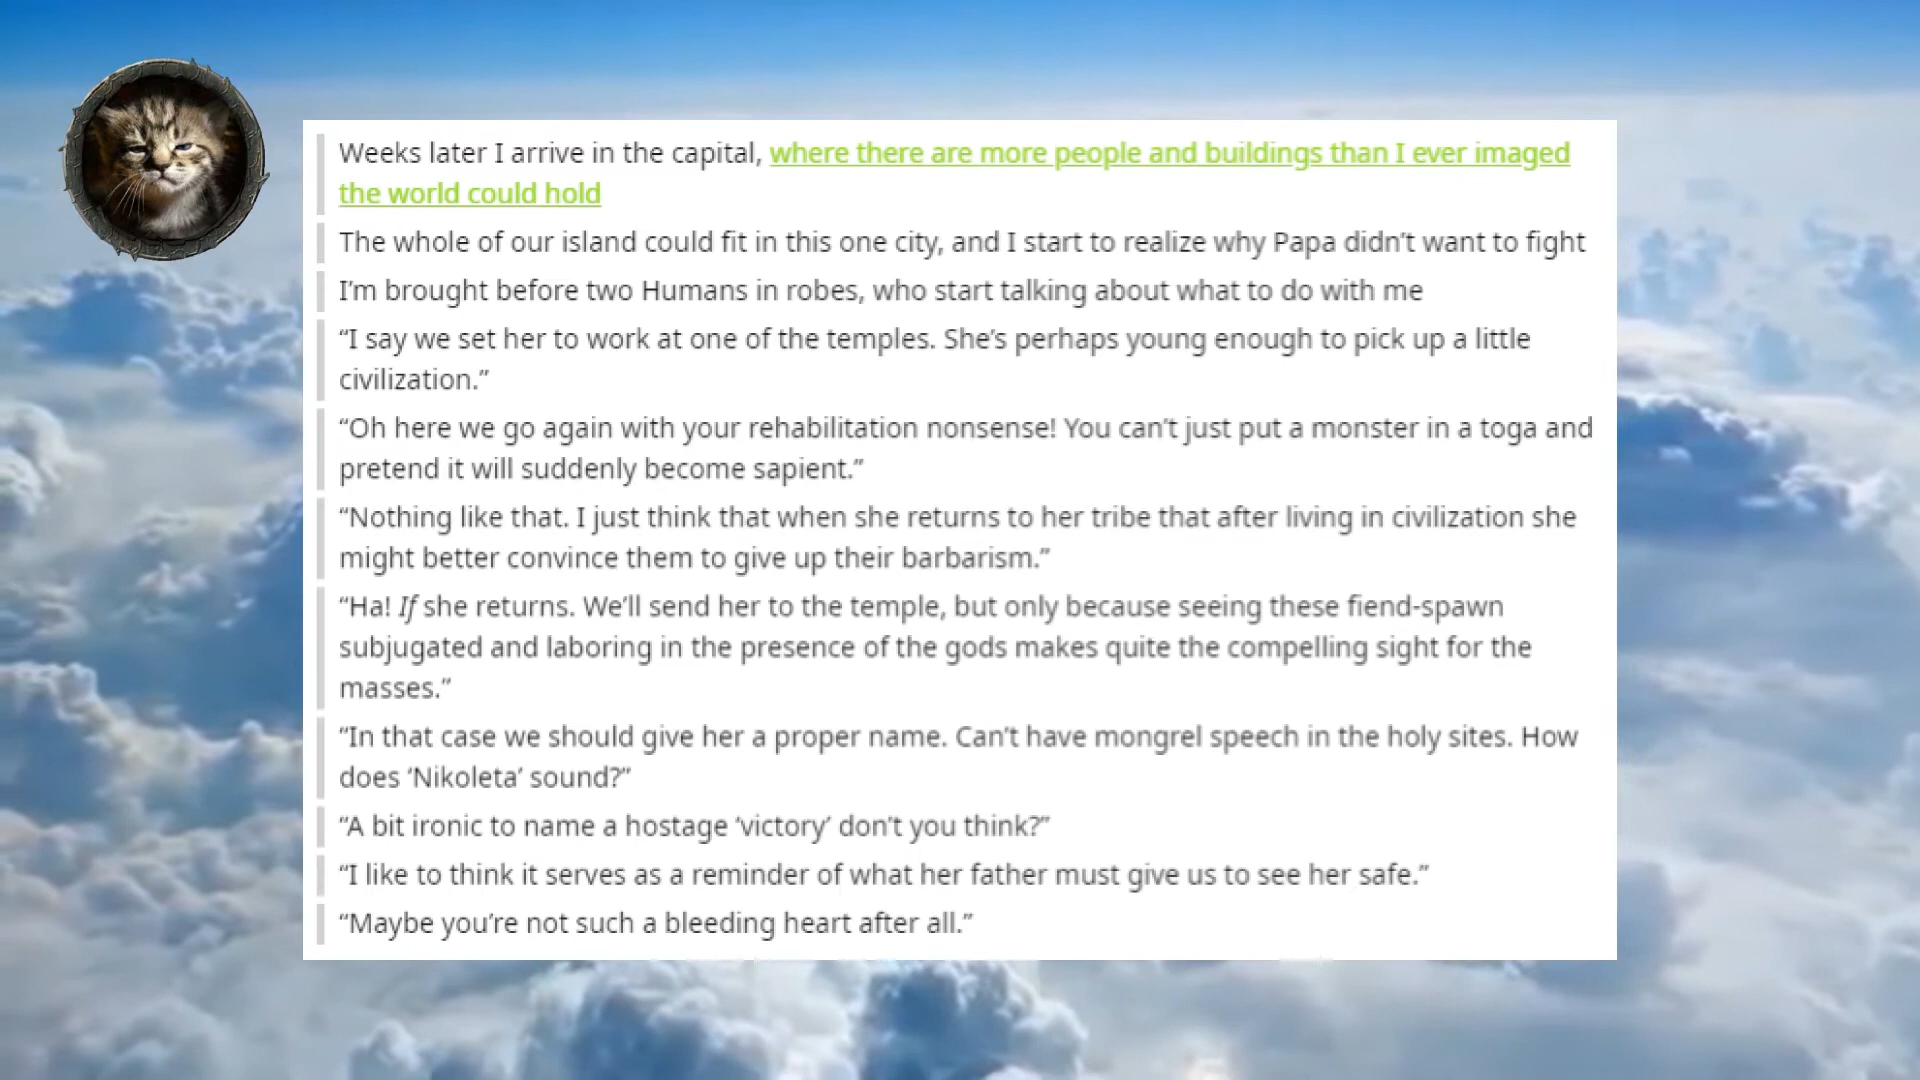 Weeks later I arrive in the capital, where there are more people and buildings than I ever imaged
the world could hold
The whole of our island could fit in this one city, and I start to realize why Papa didn’t want to fight
I’m brought before two Humans in robes, who start talking about what to do with me
“I say we set her to work at one of the temples. She’s perhaps young enough to pick up a little
civilization.”
“Oh here we go again with your rehabilitation nonsense! You can’t just put a monster in a toga and
pretend it will suddenly become sapient.”
“Nothing like that. I just think that when she returns to her tribe that after living in civilization she
might better convince them to give up their barbarism.”
“Ha! If she returns. We’ll send her to the temple, but only because seeing these fiend-spawn
subjugated and laboring in the presence of the gods makes quite the compelling sight for the
masses.”
“In that case we should give her a proper name. Can’t have mongrel speech in the holy sites. How
does ‘Nikoleta’ sound?”
“A bit ironic to name a hostage ‘victory’ don’t you think?”
“I like to think it serves as a reminder of what her father must give us to see her safe.”
“Maybe you’re not such a bleeding heart after all.”